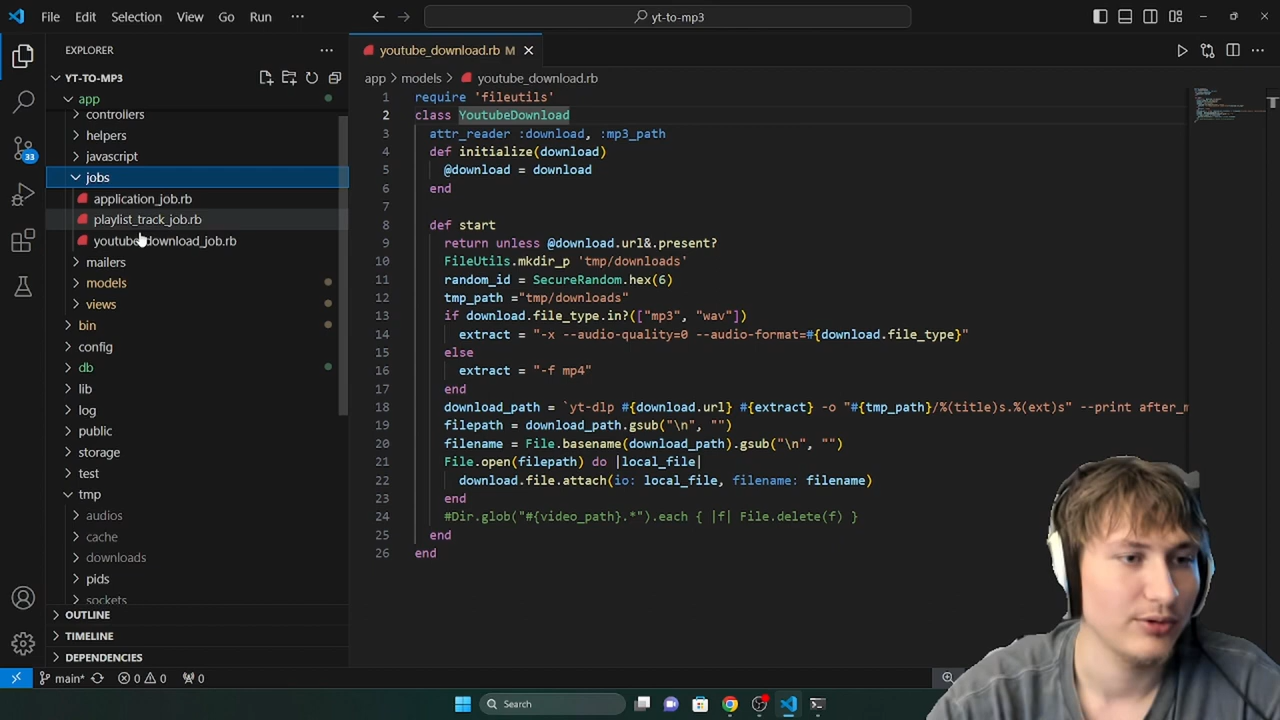 File Edit Selection View Go Run ··· yt-to-mp3
EXPLORER
YT-TO-MP3
app
controllers
helpers
javascript
jobs
application_job.rb
playlist_track_job.rb
youtube_download_job.rb
mailers
models
views
bin
config
db
lib
log
public
storage
test
tmp
audios
cache
downloads
pids
sockets
OUTLINE
TIMELINE
DEPENDENCIES
33
youtube_download.rb M
app > models > youtube_download.rb
1 require 'fileutils'
2 class YoutubeDownload
3 attr_reader :download, :mp3_path
4 def initialize(download)
5 @download = download
6 end
7
8 def start
9 return unless @download.url&.present?
10 FileUtils.mkdir_p 'tmp/downloads'
11 random_id = SecureRandom.hex(6)
12 tmp_path ="tmp/downloads"
13 if download.file_type.in?(["mp3", "wav"])
14 extract = "-x --audio-quality=0 --audio-format=#{download.file_type}"
15 else
16 extract = "-f mp4"
17 end
18 download_path = `yt-dlp #{download.url} #{extract} -o "#{tmp_path}/%(title)s.%(ext)s" --print after_m
19 filepath = download_path.gsub("\n", "")
20 filename = File.basename(download_path).gsub("\n", "")
21 File.open(filepath) do |local_file|
22 download.file.attach(io: local_file, filename: filename)
23 end
24 #Dir.glob("#{video_path}.*").each { |f| File.delete(f) }
25 end
26 end
main* 0 0 0
Search